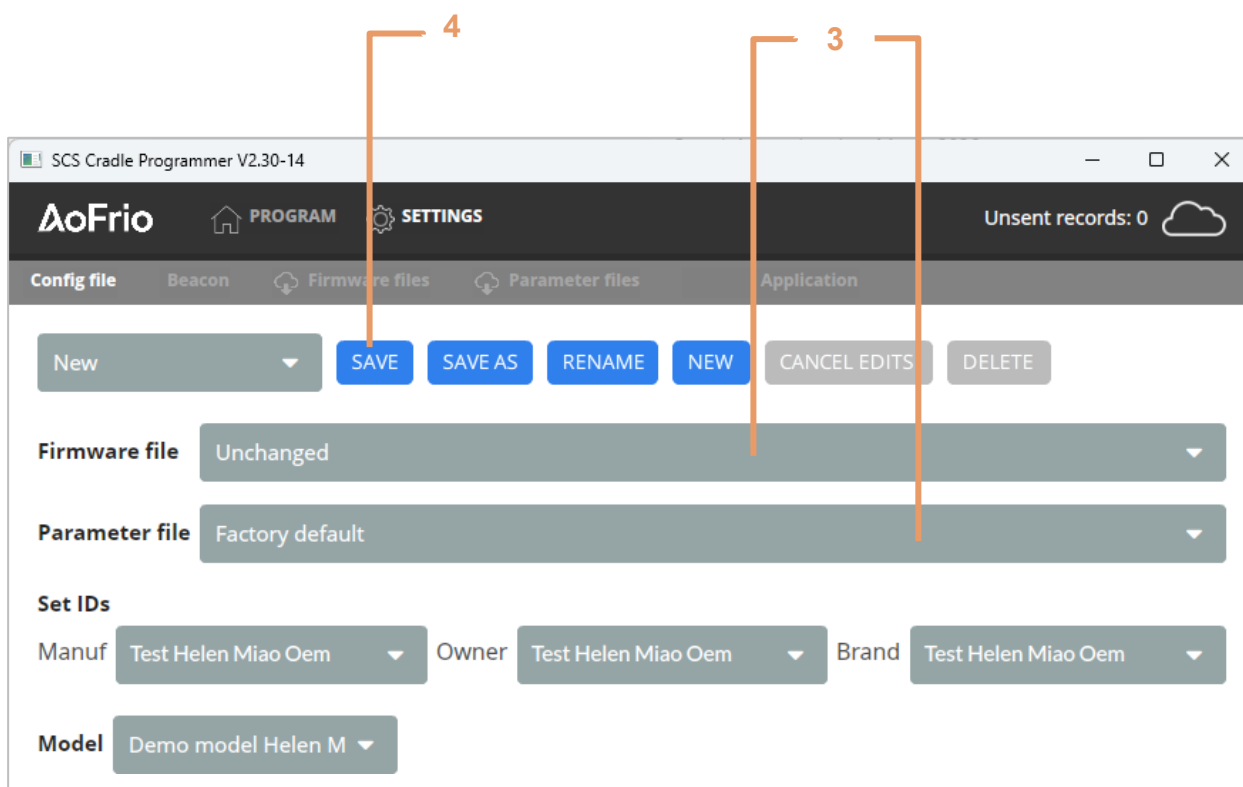 4
3
SCS Cradle Programmer V2.30-14
AoFrio PROGRAM SETTINGS Unsent records: 0
Config file Beacon Firmware files Parameter files Application
New SAVE SAVE AS RENAME NEW CANCEL EDITS DELETE
Firmware file Unchanged
Parameter file Factory default
Set IDs
Manuf Test Helen Miao Oem Owner Test Helen Miao Oem Brand Test Helen Miao Oem
Model Demo model Helen M